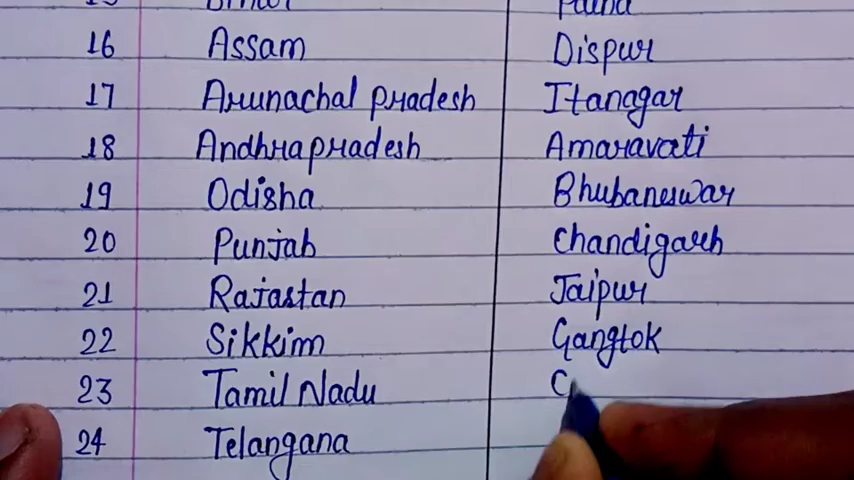 16 Assam Dispur
17 Arunachal pradesh Itanagar
18 Andhrapradesh Amaravati
19 Odisha Bhubaneswar
20 Punjab Chandigarh
21 Rajastan Jaipur
22 Sikkim Gangtok
23 Tamil Nadu C
24 Telangana